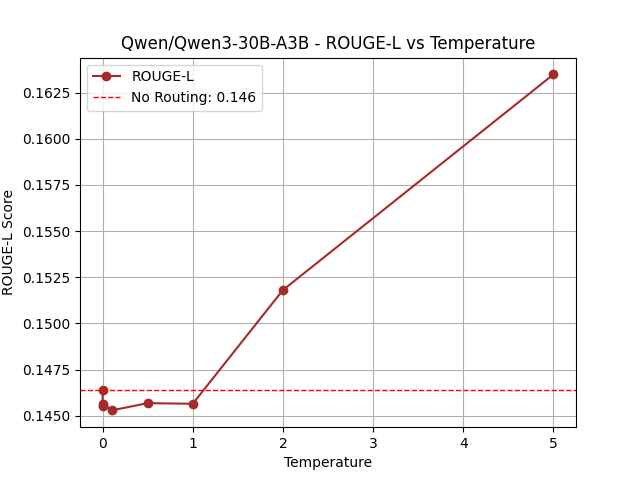 Qwen/Qwen3-30B-A3B - ROUGE-L vs Temperature
ROUGE-L
No Routing: 0.146
ROUGE-L Score
0.1625
0.1600
0.1575
0.1550
0.1525
0.1500
0.1475
0.1450
0 1 2 3 4 5
Temperature